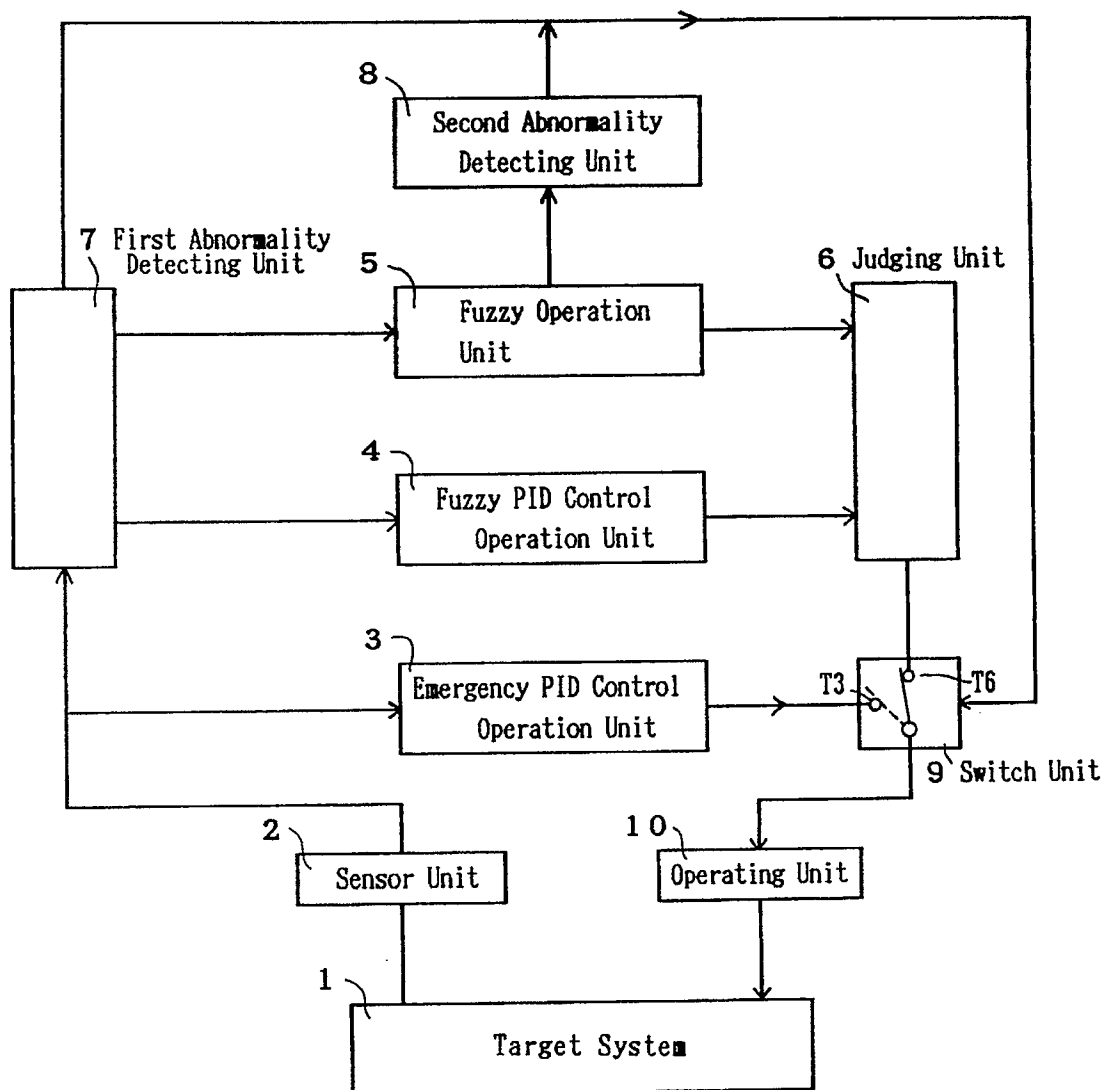 8
Second Abnormality
Detecting Unit
7 First Abnormality
Detecting Unit
5
Fuzzy Operation
Unit
6 Judging Unit
4
Fuzzy PID Control
Operation Unit
3
Emergency PID Control
Operation Unit
T3
T6
9 Switch Unit
2
Sensor Unit
10
Operating Unit
1
Target System